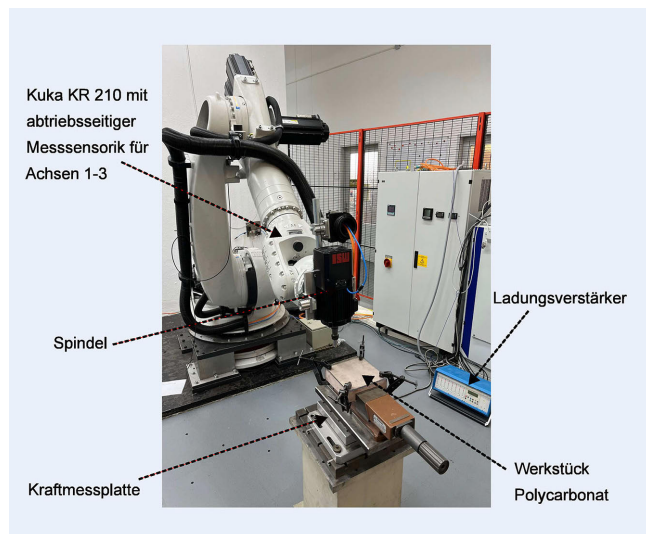 Kuka KR 210 mit
abtriebsseitiger
Messsensorik für
Achsen 1-3
Ladungsverstärker
Spindel
Werkstück
Polycarbonat
Kraftmessplatte